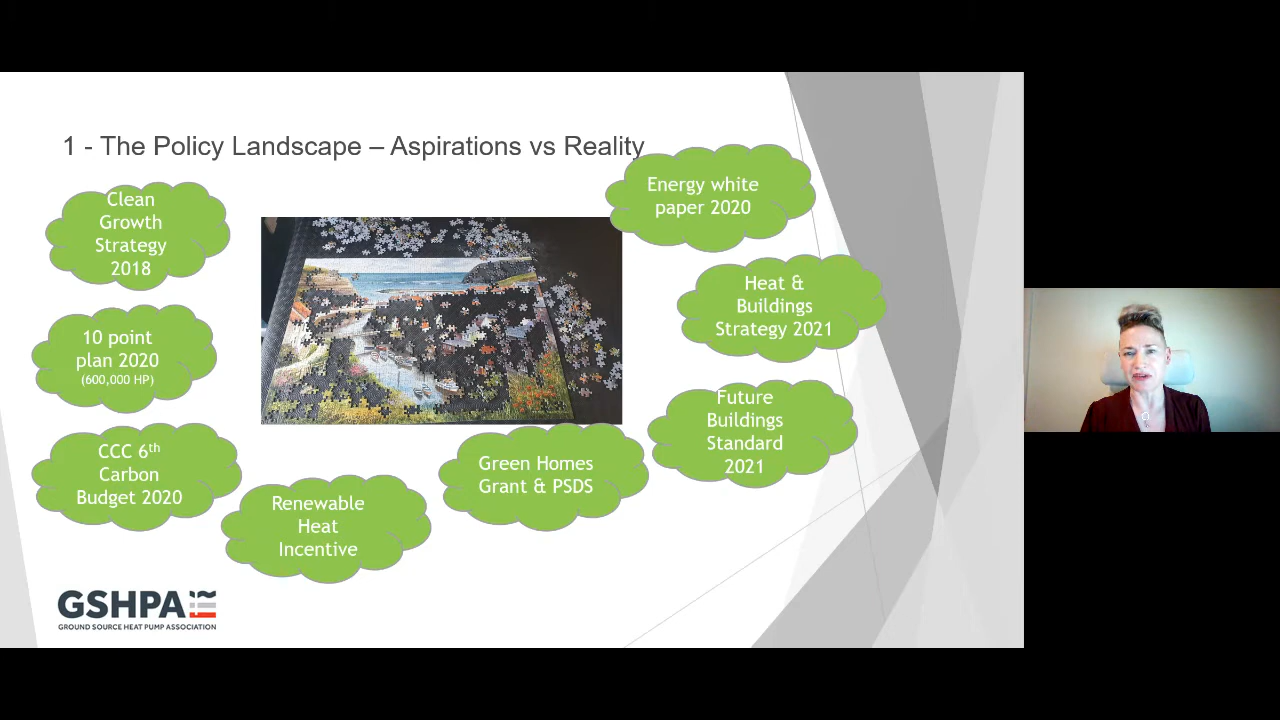 1 - The Policy Landscape – Aspirations vs Reality
Clean
Growth
Strategy
2018
10 point
plan 2020
(600,000 HP)
CCC 6th
Carbon
Budget 2020
Renewable
Heat
Incentive
Green Homes
Grant & PSDS
Energy white
paper 2020
Heat &
Buildings
Strategy 2021
Future
Buildings
Standard
2021
GSHPA
GROUND SOURCE HEAT PUMP ASSOCIATION